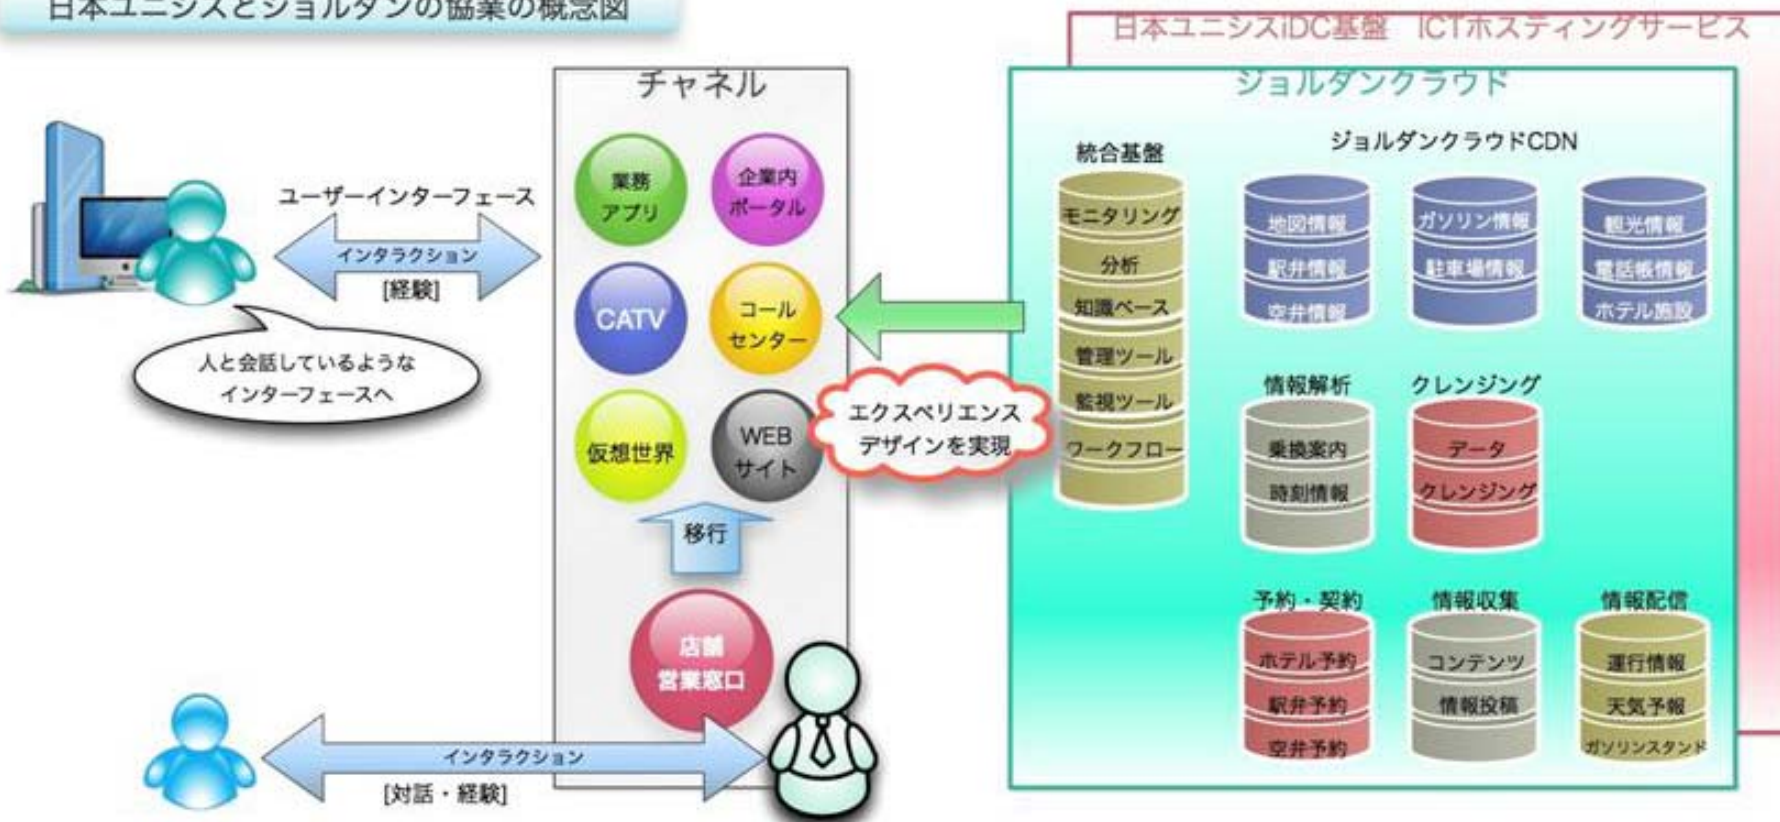 日本ユニシスとジョルダンの協業の概念図
日本ユニシスiDC基盤 ICTホスティングサービス
チャネル
ジョルダンクラウド
ユーザーインターフェース
インタラクション
[経験]
人と会話しているような
インターフェースへ
業務
アプリ
企業内
ポータル
CATV
コール
センター
仮想世界
WEB
サイト
移行
店舗
営業窓口
インタラクション
[対話・経験]
エクスペリエンス
デザインを実現
統合基盤
モニタリング
分析
知識ベース
管理ツール
監視ツール
ワークフロー
ジョルダンクラウドCDN
地図情報
駅弁情報
空弁情報
ガソリン情報
駐車場情報
観光情報
電話帳情報
ホテル施設
情報解析
乗換案内
時刻情報
クレンジング
データ
クレンジング
予約・契約
ホテル予約
駅弁予約
空弁予約
情報収集
コンテンツ
情報投稿
情報配信
運行情報
天気予報
ガソリンスタンド